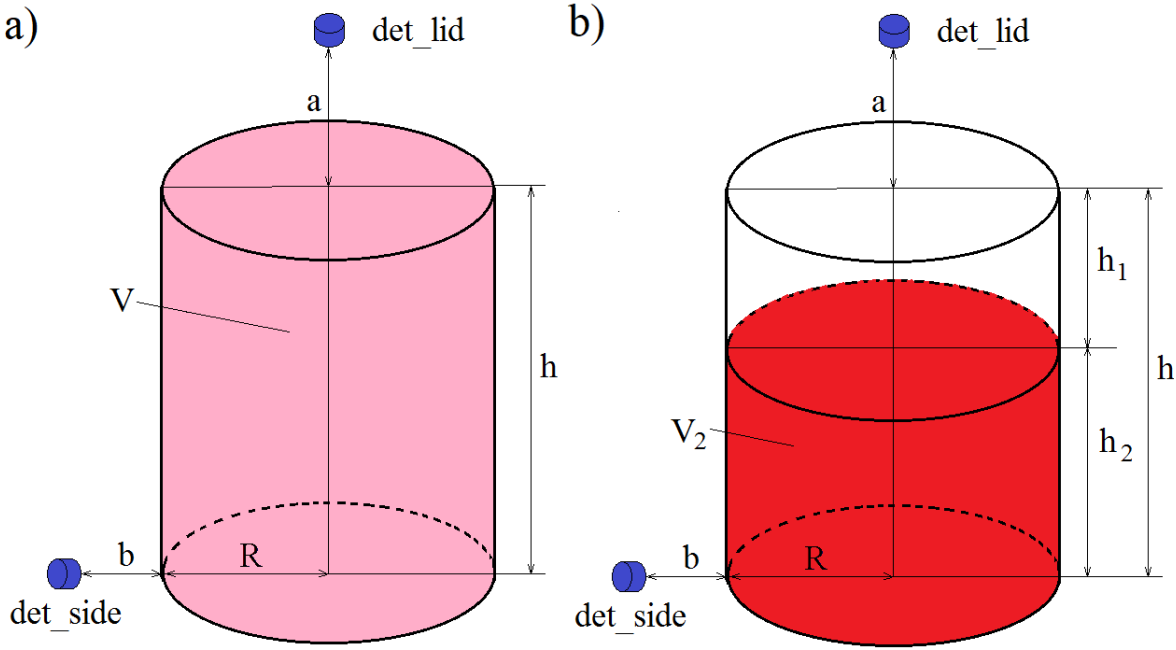 a)
det_lid
a
V
h
b
R
det_side
b)
det_lid
a
h₁
h
V₂
h₂
b
R
det_side